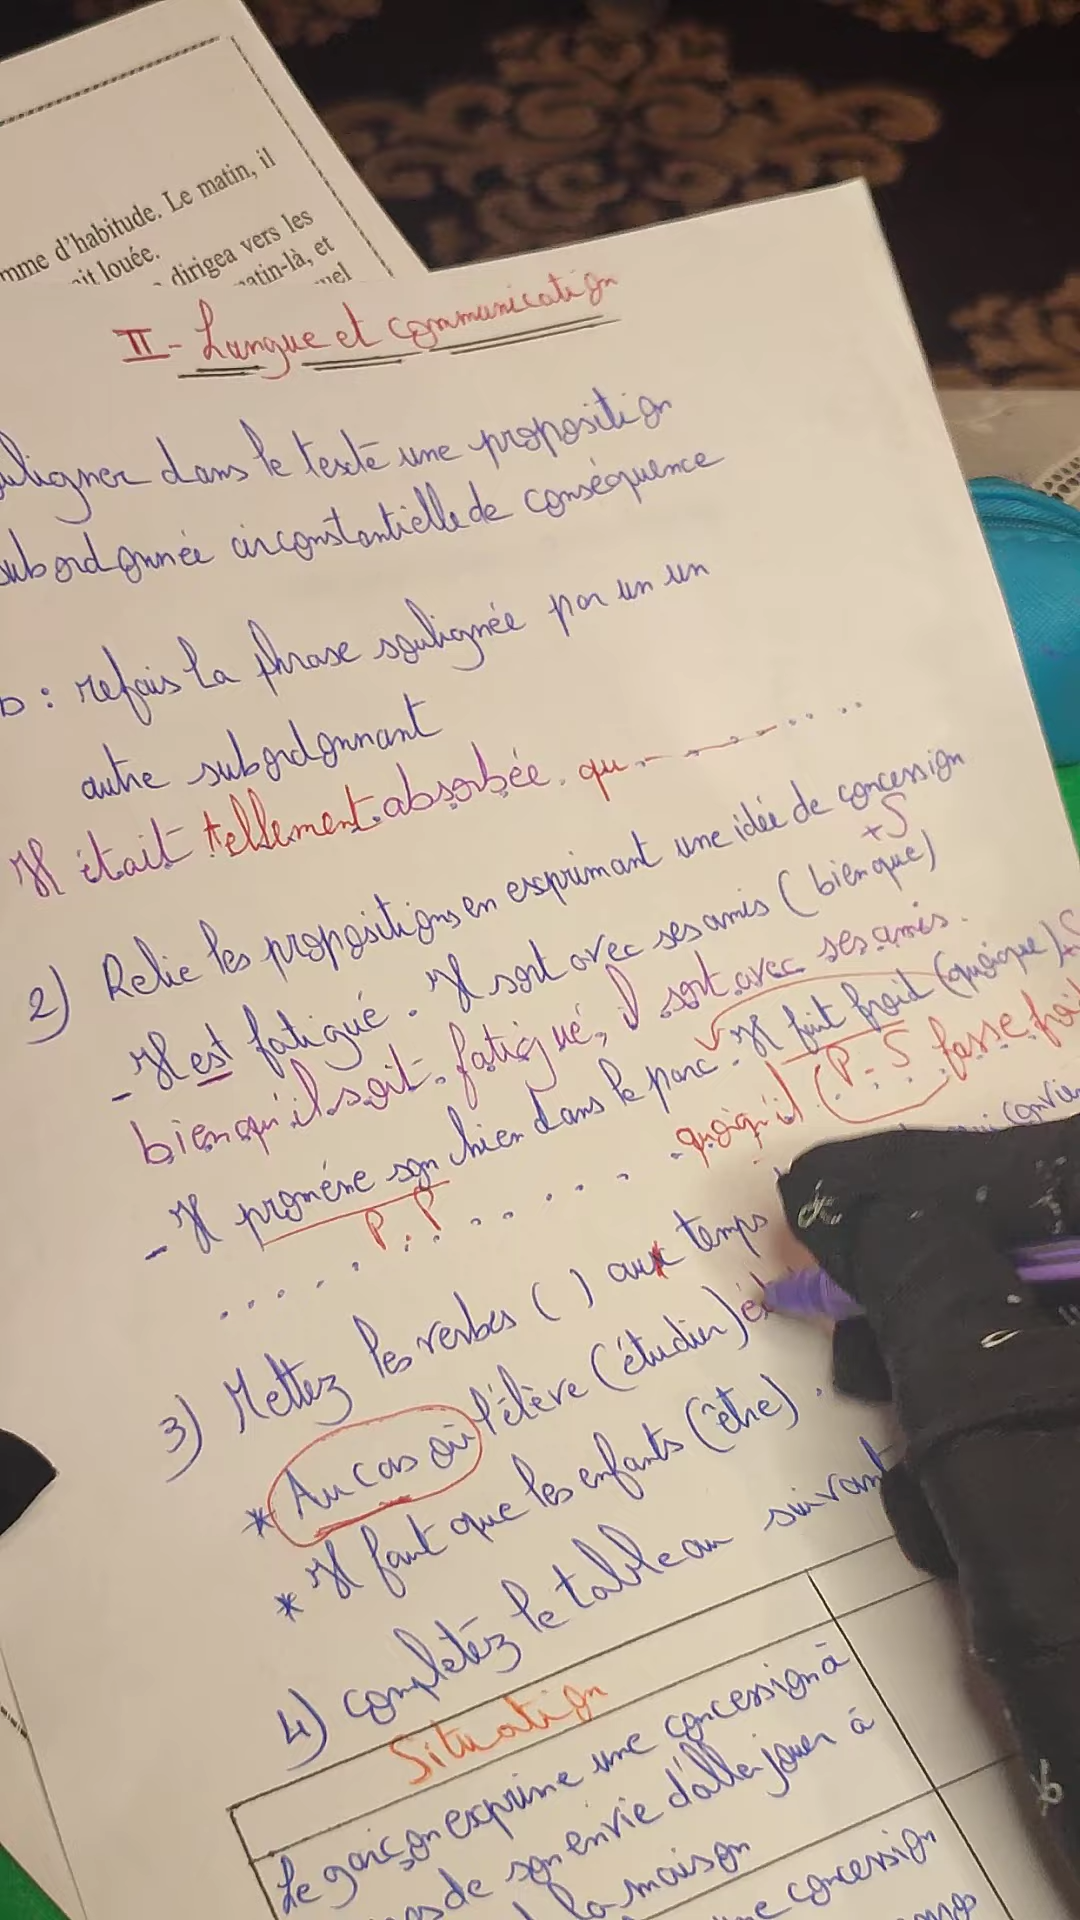 mme d'habitude. Le matin, il
it louée.
dirigea vers les
atin-là, et
uel
II- Langue et communication
uligner dans le texte une proposition
subordonnée circonstantielle de conséquence
b: refais la phrase soulignée par un un
autre subordonnant
Il était tellement absorbée. qu
2) Relie les propositions en exprimant une idée de concession
+S
- Il est fatigué. Il sort avec ses amis (bien que)
bien qu'il soit fatigué, il sort avec ses amis.
- Il promène son chien dans le parc. Il fait froid (quoique) +S
P.P
quoiqu'il
P.S
fasse froi
3) Mettez les verbes ( ) aux temps
* Au cas où l'élève (étudier) ét
* Il faut que les enfants (être).
4) complétez le tableau suivant
Situation
Le garçon exprime une concession à
de son envie d'aller jouer à
la maison
ne concession